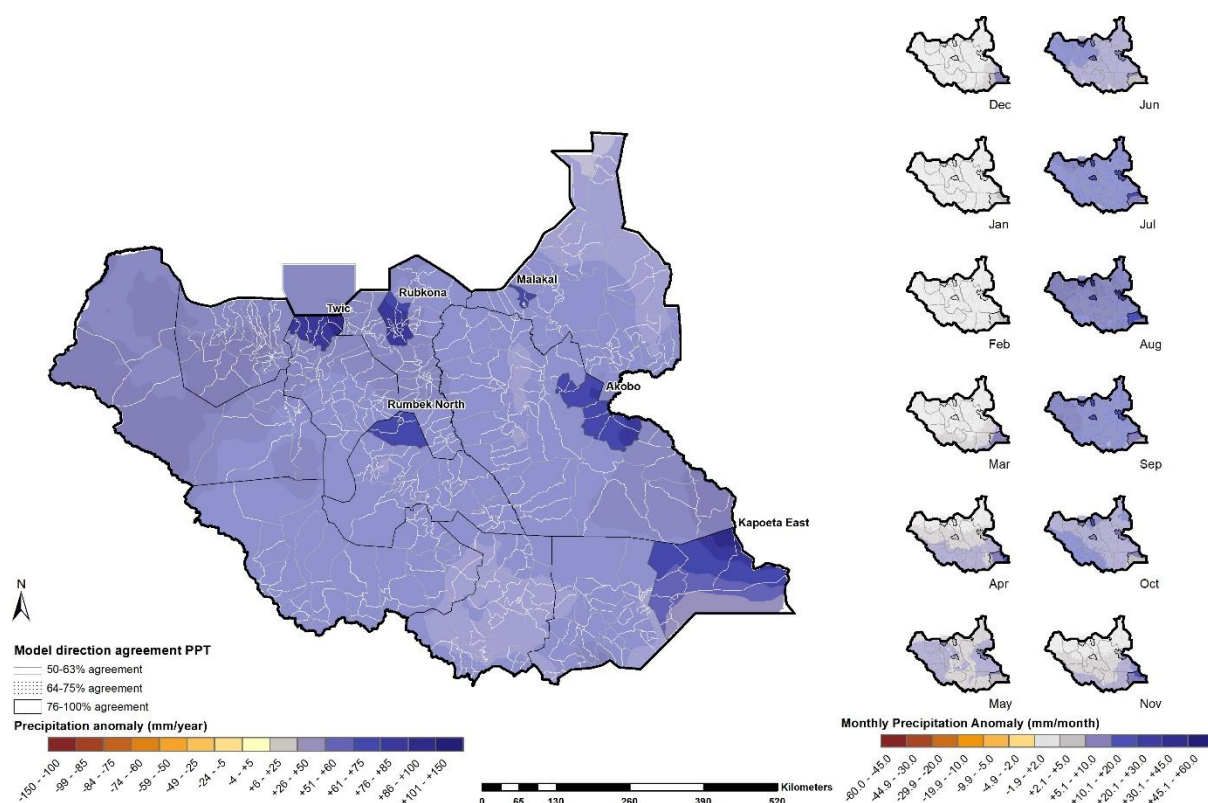 Dec
Jun
Jan
Jul
Feb
Aug
Mar
Sep
Apr
Oct
May
Nov
Malakal
Rubkona
Twic
Akobo
Rumbek North
Kapoeta East
N
Model direction agreement PPT
50-63% agreement
64-75% agreement
76-100% agreement
Precipitation anomaly (mm/year)
-150 - -100
-99 - -85
-84 - -75
-74 - -60
-59 - -50
-49 - -25
-24 - -5
-4 - +5
+6 - +25
+26 - +50
+51 - +60
+61 - +75
+76 - +85
+86 - +100
+101 - +150
Kilometers
0 65 130 260 390 520
Monthly Precipitation Anomaly (mm/month)
-60.0 - -45.0
-44.9 - -30.0
-29.9 - -20.0
-19.9 - -10.0
-9.9 - -5.0
-4.9 - -2.0
-1.9 - +2.0
+2.1 - +5.0
+5.1 - +10.0
+10.1 - +20.0
+20.1 - +30.0
+30.1 - +45.0
+45.1 - +60.0